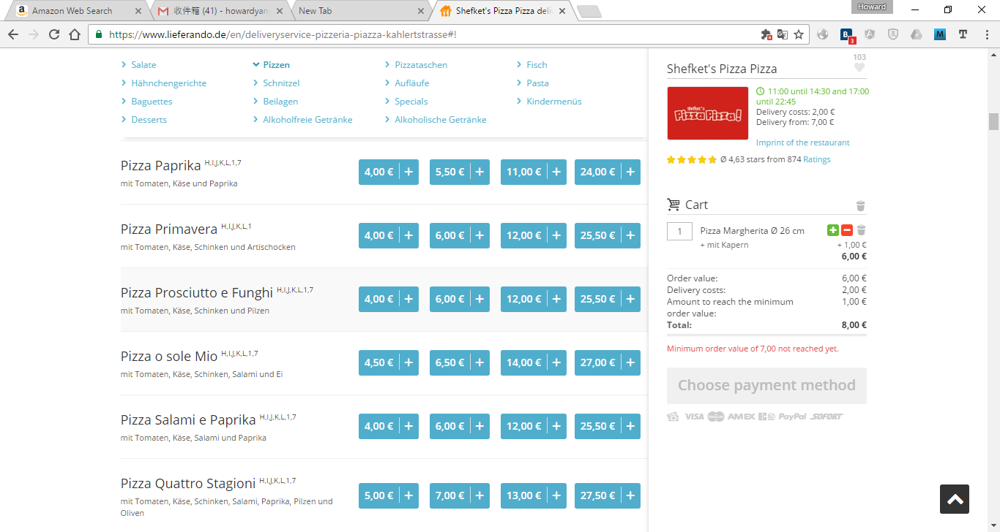 Amazon Web Search
收件箱 (41) - howardyan
New Tab
Shefket's Pizza Pizza deli
Howard
https://www.lieferando.de/en/deliveryservice-pizzeria-piazza-kahlertstrasse#!
B 3 M T
Salate Pizzen Pizzataschen Fisch
Hähnchengerichte Schnitzel Aufläufe Pasta
Baguettes Beilagen Specials Kindermenüs
Desserts Alkoholfreie Getränke Alkoholische Getränke
Pizza Paprika H,I,J,K,L,1,7
mit Tomaten, Käse und Paprika
4,00 € + 5,50 € + 11,00 € + 24,00 € +
Pizza Primavera H,I,J,K,L,1
mit Tomaten, Käse, Schinken und Artischocken
4,00 € + 6,00 € + 12,00 € + 25,50 € +
Pizza Prosciutto e Funghi H,I,J,K,L,1,7
mit Tomaten, Käse, Schinken und Pilzen
4,00 € + 6,00 € + 12,00 € + 25,50 € +
Pizza o sole Mio H,I,J,K,L,1,7
mit Tomaten, Käse, Schinken, Salami und Ei
4,50 € + 6,50 € + 14,00 € + 27,00 € +
Pizza Salami e Paprika H,I,J,K,L,1,7
mit Tomaten, Käse, Salami und Paprika
4,00 € + 6,00 € + 12,00 € + 25,50 € +
Pizza Quattro Stagioni H,I,J,K,L,1,7
mit Tomaten, Käse, Schinken, Salami, Paprika, Pilzen und
Oliven
5,00 € + 7,00 € + 13,00 € + 27,50 € +
103
Shefket's Pizza Pizza
shefket's
PizzaPizza!
11:00 until 14:30 and 17:00
until 22:45
Delivery costs: 2,00 €
Delivery from: 7,00 €
Imprint of the restaurant
Ø 4,63 stars from 874 Ratings
Cart
1 Pizza Margherita Ø 26 cm
+ mit Kapern + 1,00 €
6,00 €
Order value: 6,00 €
Delivery costs: 2,00 €
Amount to reach the minimum 1,00 €
order value:
Total: 8,00 €
Minimum order value of 7,00 not reached yet.
Choose payment method
VISA AMEX PayPal SOFORT